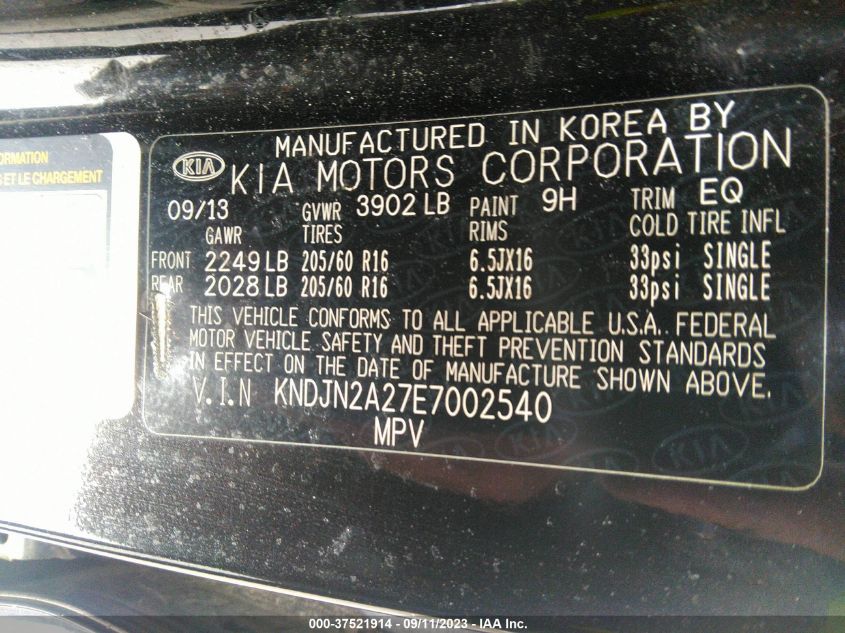 ORMATION
S ET LE CHARGEMENT
MANUFACTURED IN KOREA BY
KIA KIA MOTORS CORPORATION
09/13 GVWR 3902 LB PAINT 9H TRIM EQ
GAWR TIRES RIMS COLD TIRE INFL
FRONT 2249 LB 205/60 R16 6.5JX16 33psi SINGLE
REAR 2028 LB 205/60 R16 6.5JX16 33psi SINGLE
THIS VEHICLE CONFORMS TO ALL APPLICABLE U.S.A. FEDERAL
MOTOR VEHICLE SAFETY AND THEFT PREVENTION STANDARDS
IN EFFECT ON THE DATE OF MANUFACTURE SHOWN ABOVE.
V.I.N KNDJN2A27E7002540
MPV
000-37521914 - 09/11/2023 - IAA Inc.